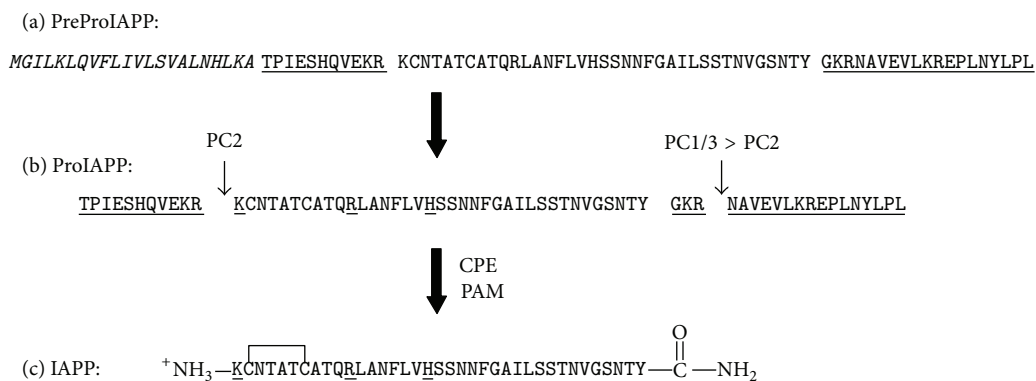 (a) PreProIAPP:
MGILKLQVFLIVLSVALNHLKA TPIESHQVEKR KCNTATCATQRLANFLVHSSNNFGAILSSTNVGSNTY GKRNAVEVLKREPLNYLPL
PC2
PC1/3 > PC2
(b) ProIAPP:
TPIESHQVEKR KCNTATCATQRLANFLVHSSNNFGAILSSTNVGSNTY GKR NAVEVLKREPLNYLPL
CPE
PAM
O
(c) IAPP: +NH3—KCNTATCATQRLANFLVHSSNNFGAILSSTNVGSNTY—C—NH2